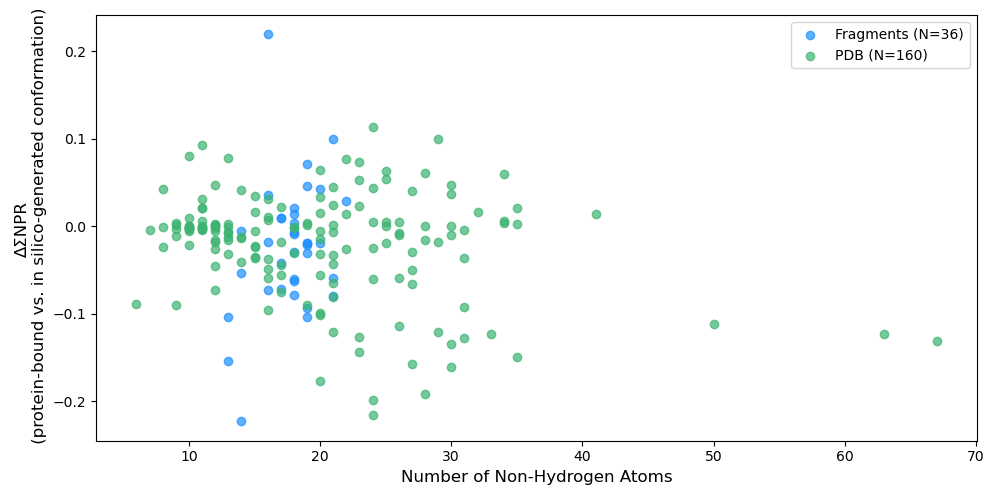 Fragments (N=36)
PDB (N=160)
0.2
0.1
0.0
−0.1
−0.2
ΔΣNPR
(protein-bound vs. in silico-generated conformation)
10 20 30 40 50 60 70
Number of Non-Hydrogen Atoms